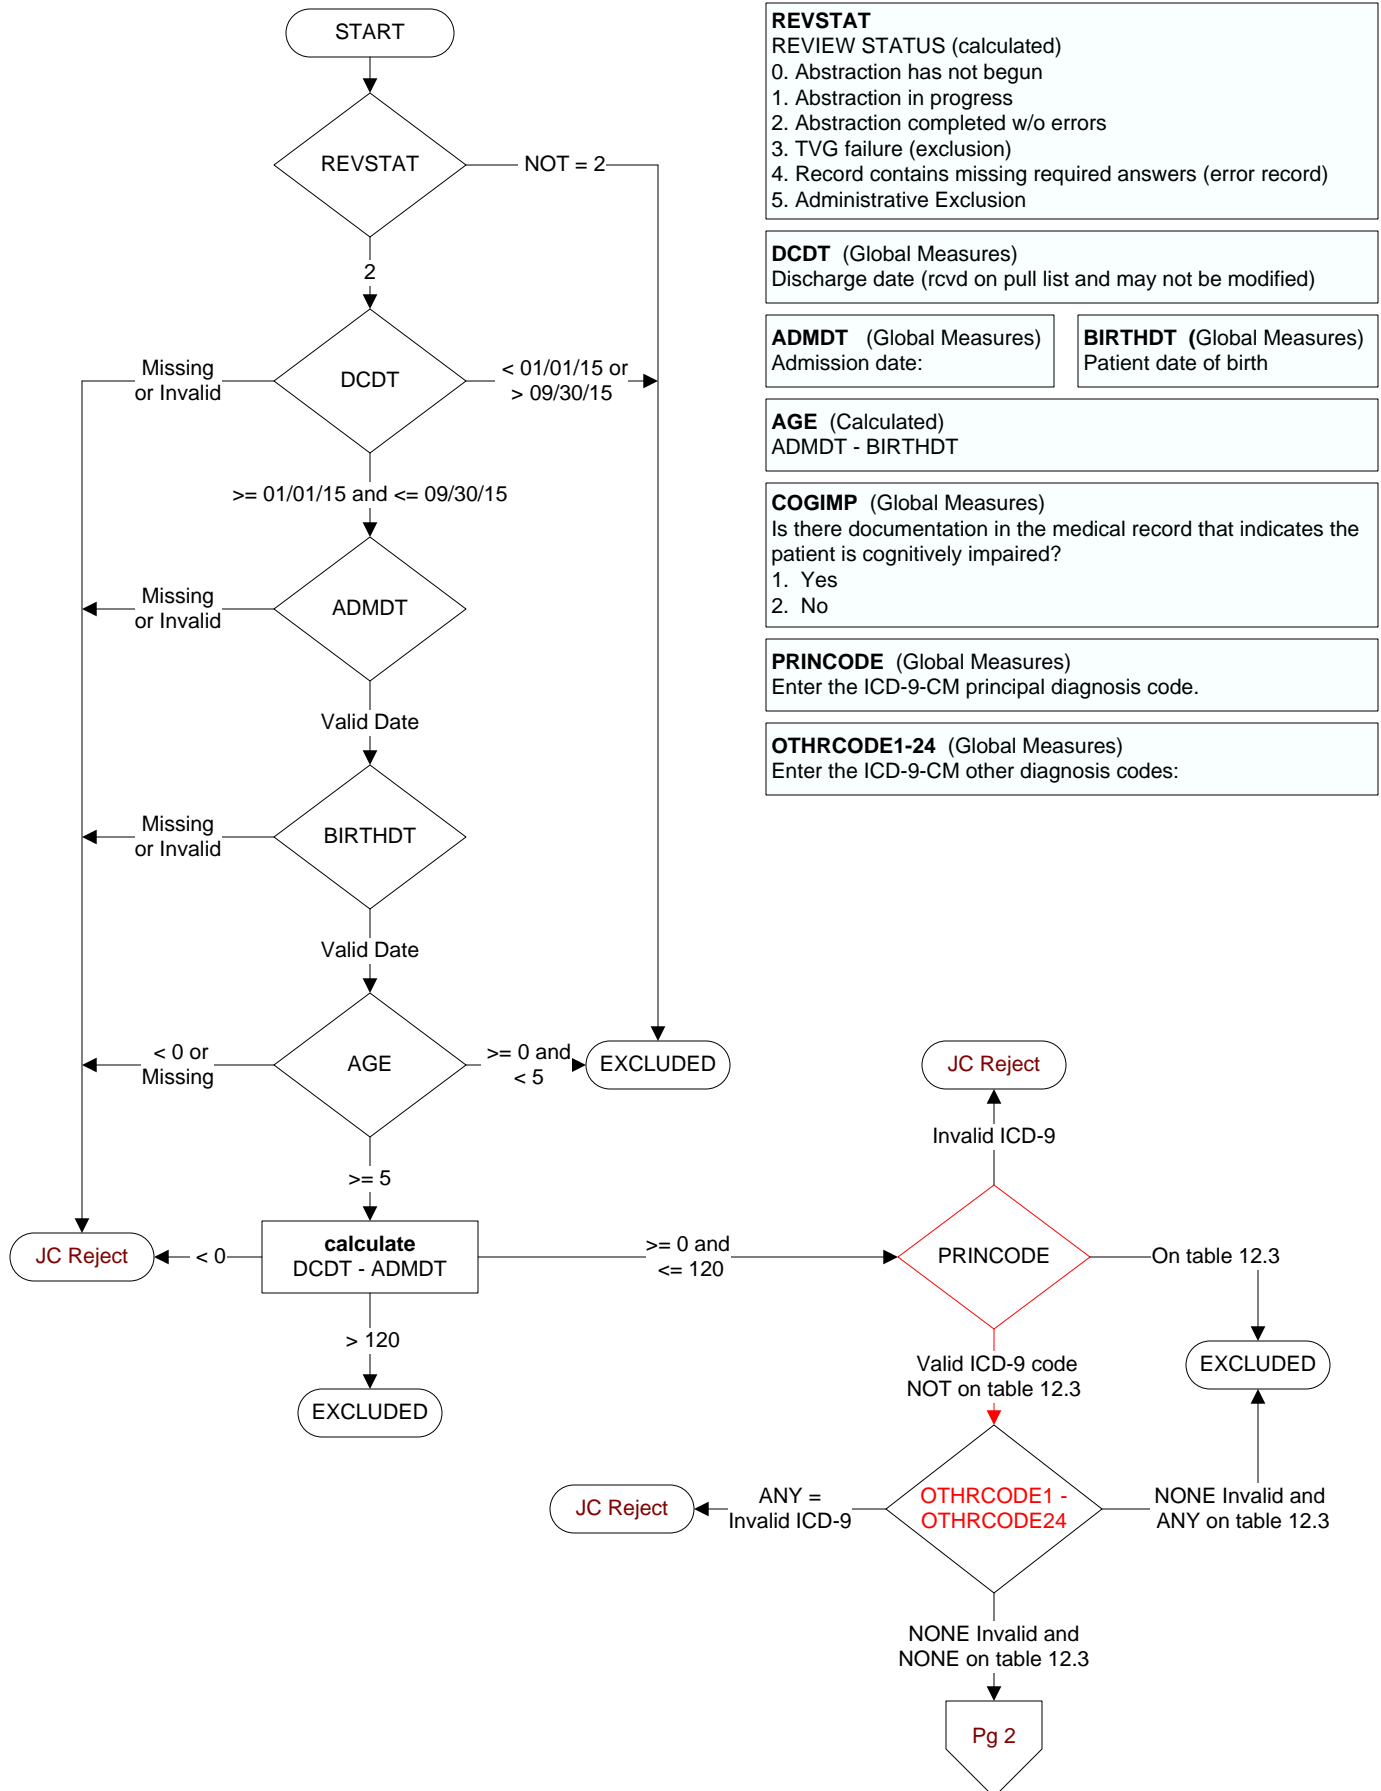 START
REVSTAT
NOT = 2
2
Missing
or Invalid
DCDT
< 01/01/15 or
> 09/30/15
>= 01/01/15 and <= 09/30/15
Missing
or Invalid
ADMDT
Valid Date
Missing
or Invalid
BIRTHDT
Valid Date
< 0 or
Missing
AGE
>= 0 and
< 5
EXCLUDED
>= 5
JC Reject
< 0
calculate
DCDT - ADMDT
>= 0 and
<= 120
> 120
EXCLUDED
REVSTAT
REVIEW STATUS (calculated)
0. Abstraction has not begun
1. Abstraction in progress
2. Abstraction completed w/o errors
3. TVG failure (exclusion)
4. Record contains missing required answers (error record)
5. Administrative Exclusion
DCDT (Global Measures)
Discharge date (rcvd on pull list and may not be modified)
ADMDT (Global Measures)
Admission date:
BIRTHDT (Global Measures)
Patient date of birth
AGE (Calculated)
ADMDT - BIRTHDT
COGIMP (Global Measures)
Is there documentation in the medical record that indicates the
patient is cognitively impaired?
1. Yes
2. No
PRINCODE (Global Measures)
Enter the ICD-9-CM principal diagnosis code.
OTHRCODE1-24 (Global Measures)
Enter the ICD-9-CM other diagnosis codes:
JC Reject
Invalid ICD-9
PRINCODE
On table 12.3
Valid ICD-9 code
NOT on table 12.3
EXCLUDED
JC Reject
ANY =
Invalid ICD-9
OTHRCODE1 -
OTHRCODE24
NONE Invalid and
ANY on table 12.3
NONE Invalid and
NONE on table 12.3
Pg 2